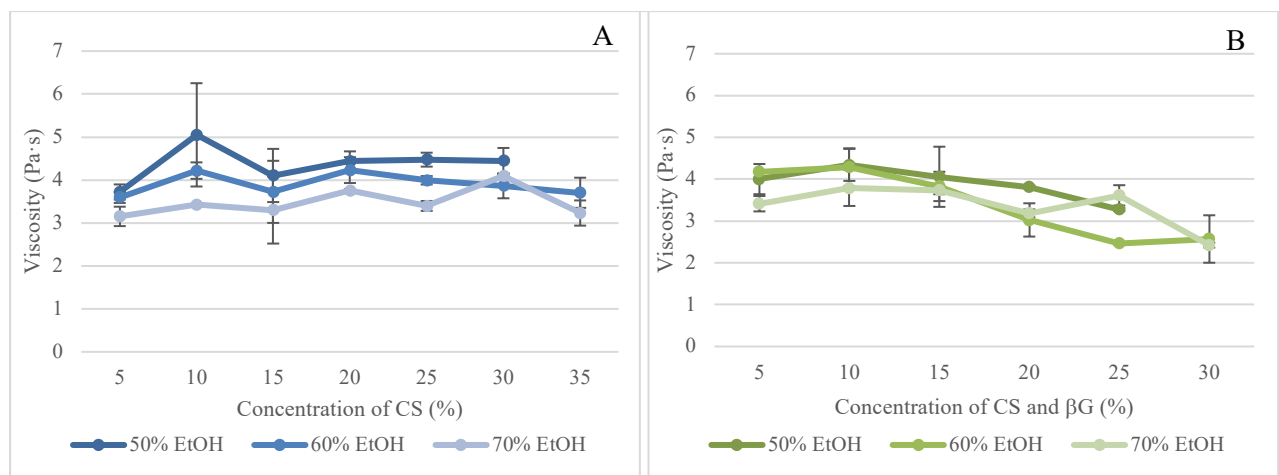 A
Viscosity (Pa·s)
7
6
5
4
3
2
1
0
5 10 15 20 25 30 35
Concentration of CS (%)
50% EtOH 60% EtOH 70% EtOH
B
Viscosity (Pa·s)
7
6
5
4
3
2
1
0
5 10 15 20 25 30
Concentration of CS and βG (%)
50% EtOH 60% EtOH 70% EtOH